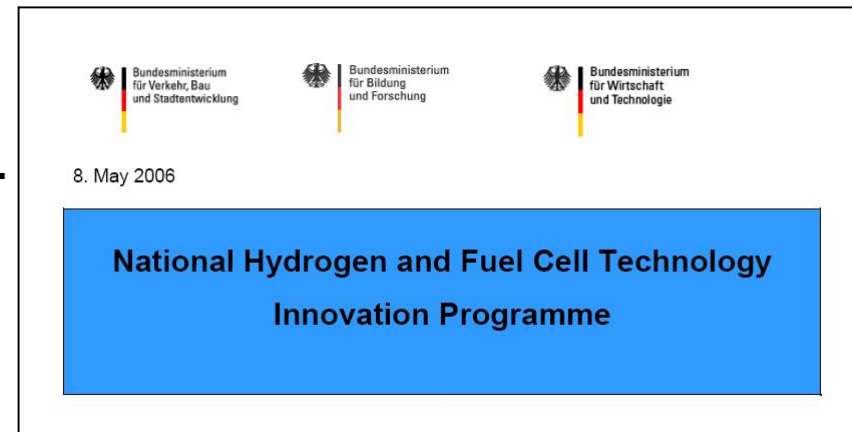 Bundesministerium
für Verkehr, Bau
und Stadtentwicklung
Bundesministerium
für Bildung
und Forschung
Bundesministerium
für Wirtschaft
und Technologie
8. May 2006
National Hydrogen and Fuel Cell Technology
Innovation Programme